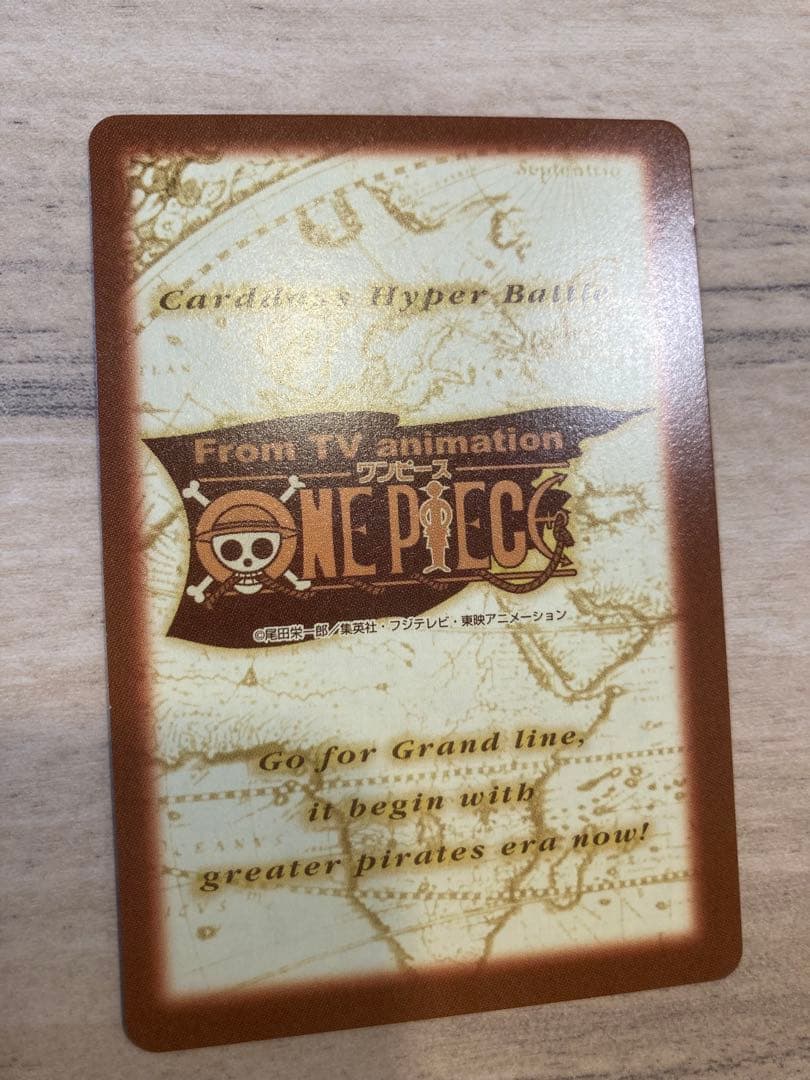 Septentrio
Carddass Hyper Battle
From TV animation
ワンピース
ONE PIECE
©尾田栄一郎／集英社・フジテレビ・東映アニメーション
Go for Grand line,
it begin with
greater pirates era now!